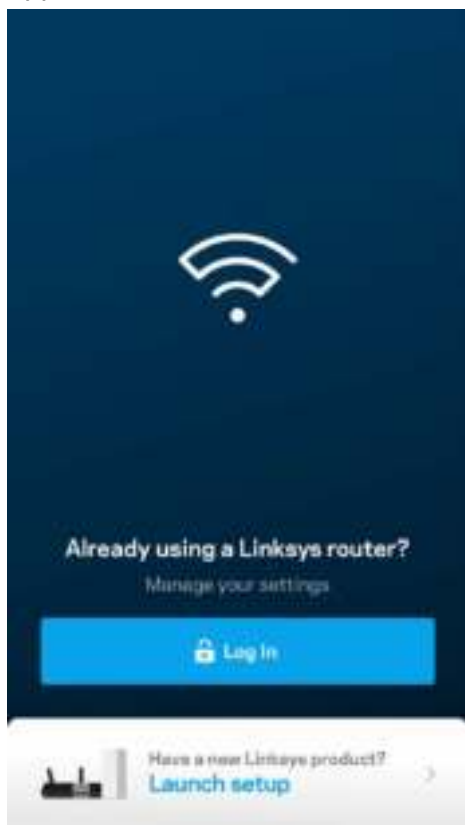 Already using a Linksys router?
Manage your settings
Log In
Have a new Linksys product?
Launch setup